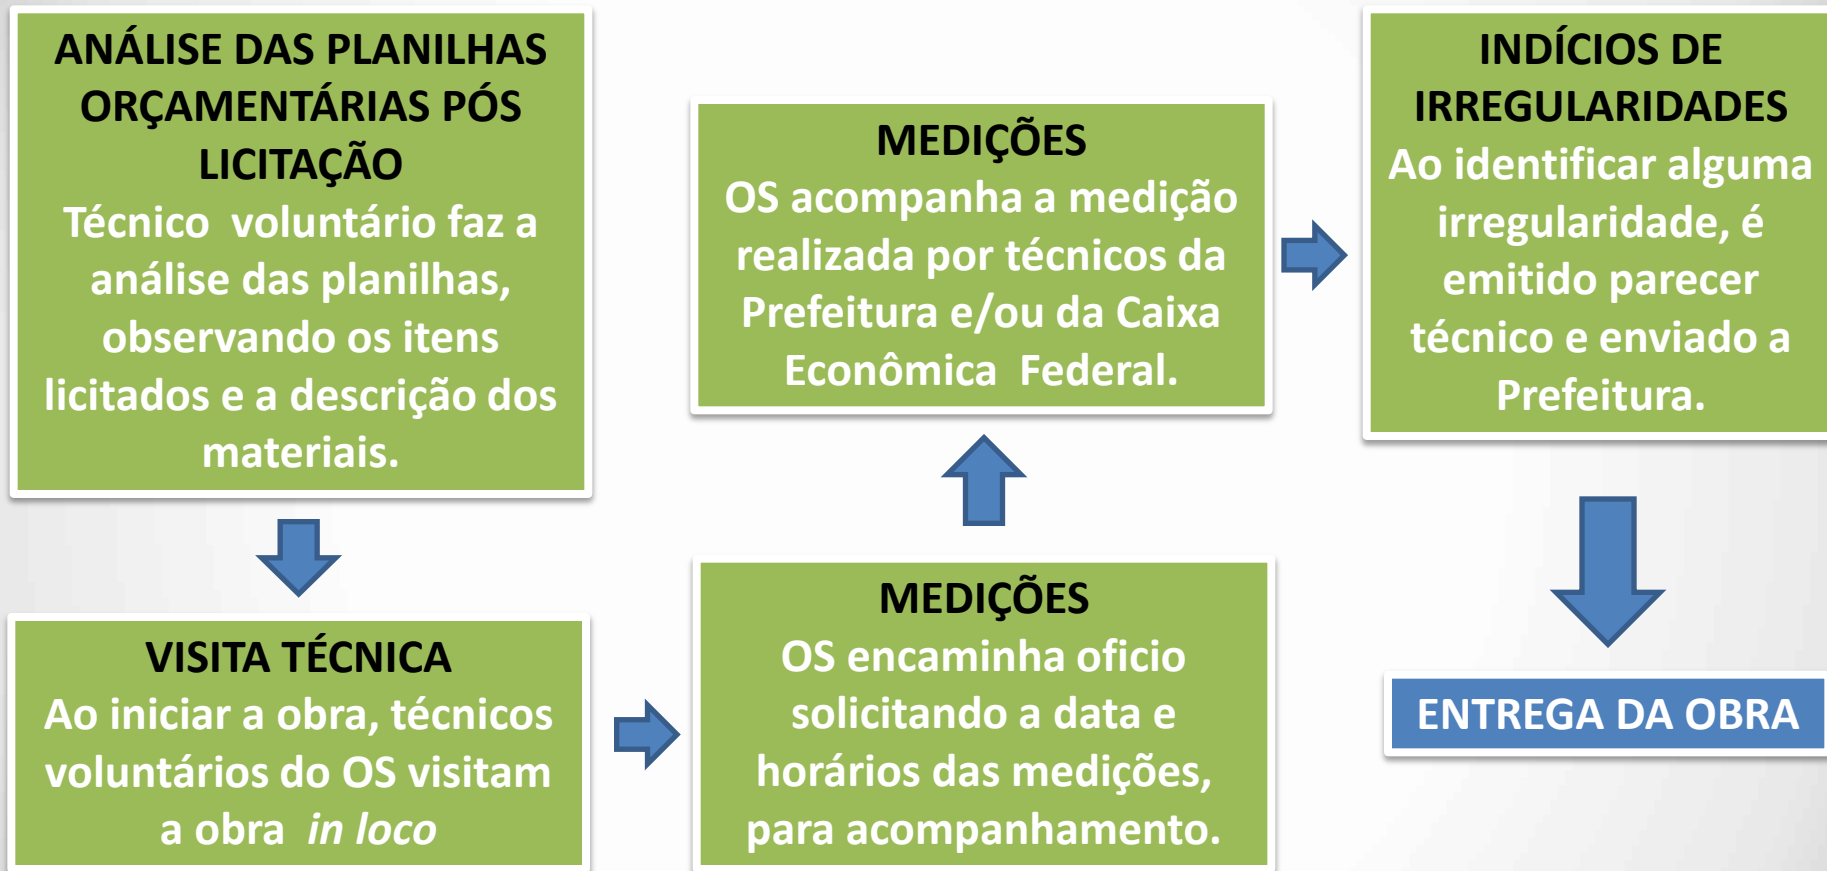 ANÁLISE DAS PLANILHAS
ORÇAMENTÁRIAS PÓS
LICITAÇÃO
Técnico voluntário faz a
análise das planilhas,
observando os itens
licitados e a descrição dos
materiais.
VISITA TÉCNICA
Ao iniciar a obra, técnicos
voluntários do OS visitam
a obra in loco
MEDIÇÕES
OS encaminha oficio
solicitando a data e
horários das medições,
para acompanhamento.
MEDIÇÕES
OS acompanha a medição
realizada por técnicos da
Prefeitura e/ou da Caixa
Econômica Federal.
INDÍCIOS DE
IRREGULARIDADES
Ao identificar alguma
irregularidade, é
emitido parecer
técnico e enviado a
Prefeitura.
ENTREGA DA OBRA